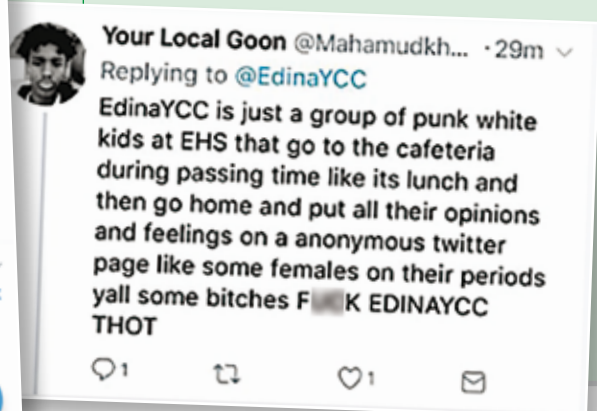 Your Local Goon @Mahamudkh... · 29m
Replying to @EdinaYCC
EdinaYCC is just a group of punk white
kids at EHS that go to the cafeteria
during passing time like its lunch and
then go home and put all their opinions
and feelings on a anonymous twitter
page like some females on their periods
yall some bitches F K EDINAYCC
THOT
1 1